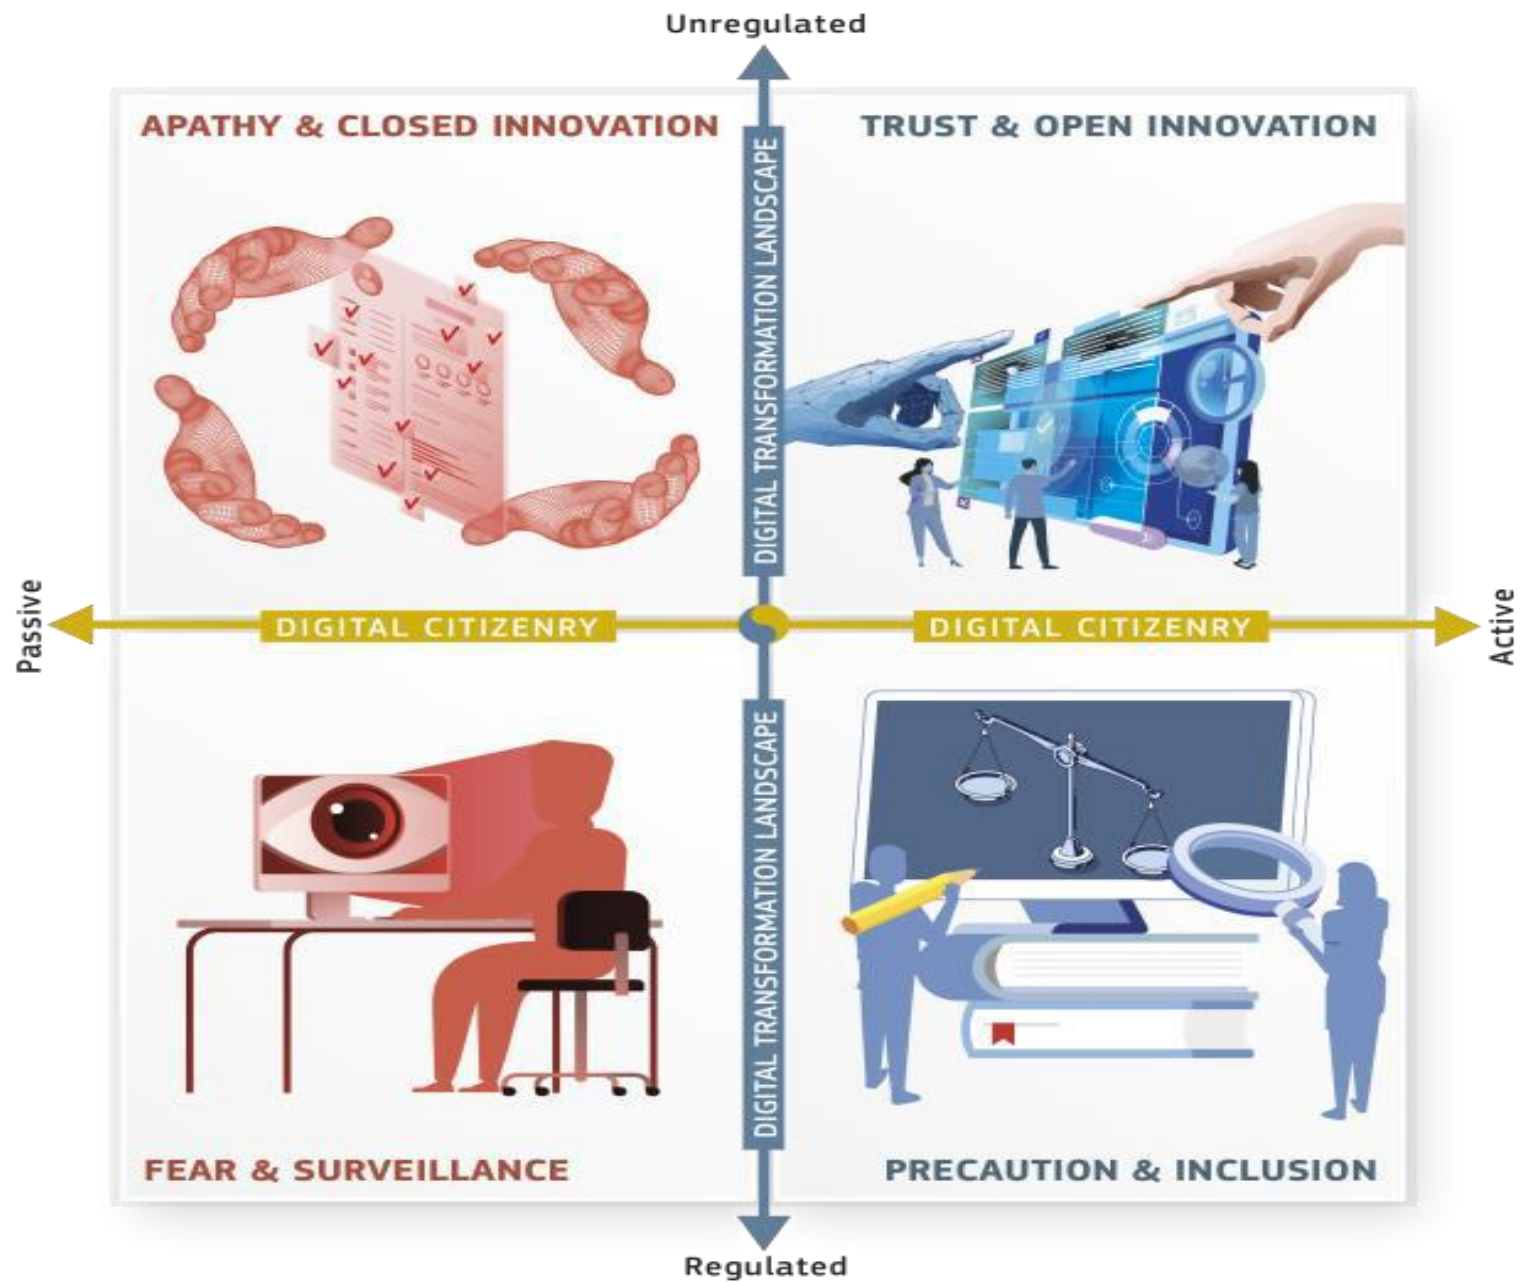 Unregulated
APATHY & CLOSED INNOVATION
TRUST & OPEN INNOVATION
DIGITAL TRANSFORMATION LANDSCAPE
Passive
DIGITAL CITIZENRY
DIGITAL CITIZENRY
Active
DIGITAL TRANSFORMATION LANDSCAPE
FEAR & SURVEILLANCE
PRECAUTION & INCLUSION
Regulated